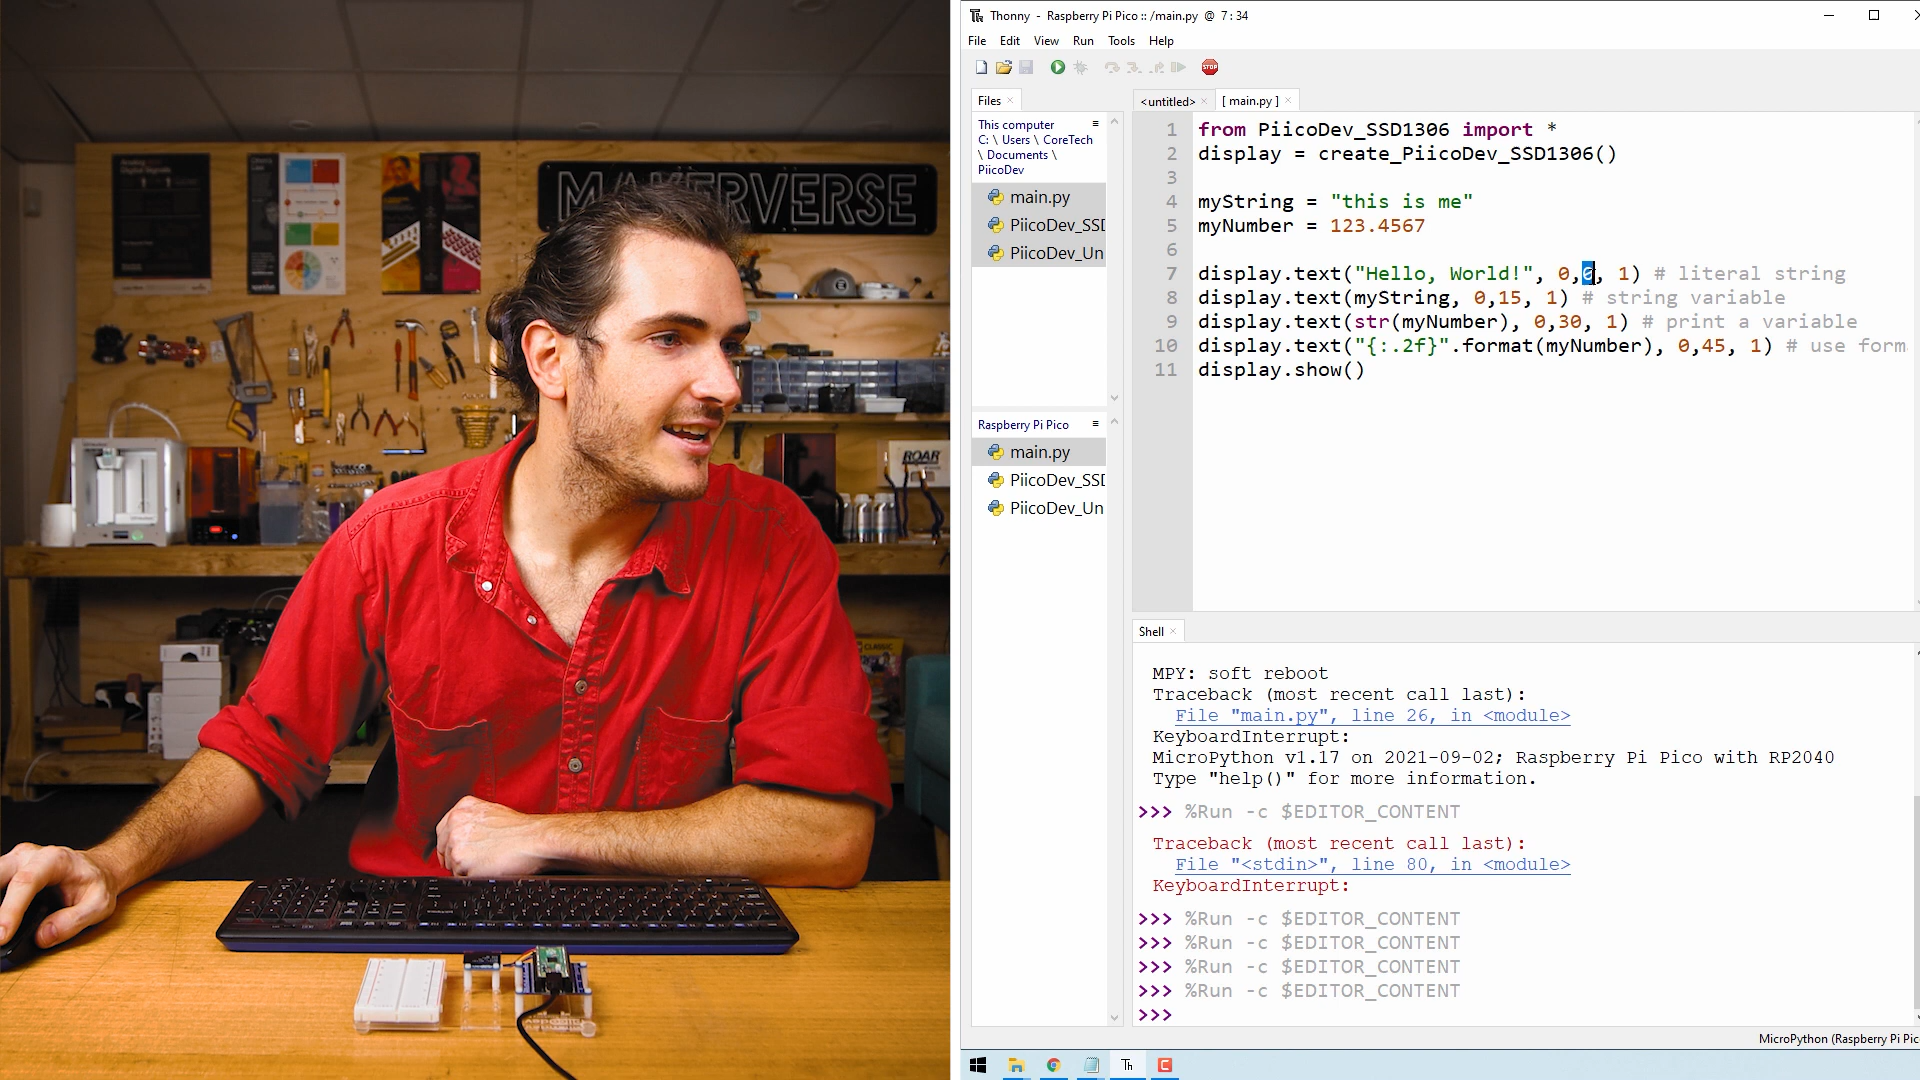 MAKERVERSE
ROAR
CLASSIC
Thonny - Raspberry Pi Pico :: /main.py @ 7 : 34
File Edit View Run Tools Help
STOP
Files
<untitled>
[ main.py ]
This computer
C: \ Users \ CoreTech
\ Documents \
PiicoDev
main.py
PiicoDev_SSD
PiicoDev_Un
Raspberry Pi Pico
main.py
PiicoDev_SSD
PiicoDev_Un
1 from PiicoDev_SSD1306 import *
2 display = create_PiicoDev_SSD1306()
3
4 myString = "this is me"
5 myNumber = 123.4567
6
7 display.text("Hello, World!", 0,0, 1) # literal string
8 display.text(myString, 0,15, 1) # string variable
9 display.text(str(myNumber), 0,30, 1) # print a variable
10 display.text("{:.2f}".format(myNumber), 0,45, 1) # use form
11 display.show()
Shell
MPY: soft reboot
Traceback (most recent call last):
File "main.py", line 26, in <module>
KeyboardInterrupt:
MicroPython v1.17 on 2021-09-02; Raspberry Pi Pico with RP2040
Type "help()" for more information.
>>> %Run -c $EDITOR_CONTENT
Traceback (most recent call last):
File "<stdin>", line 80, in <module>
KeyboardInterrupt:
>>> %Run -c $EDITOR_CONTENT
>>> %Run -c $EDITOR_CONTENT
>>> %Run -c $EDITOR_CONTENT
>>> %Run -c $EDITOR_CONTENT
>>>
MicroPython (Raspberry Pi Pic
Th
C